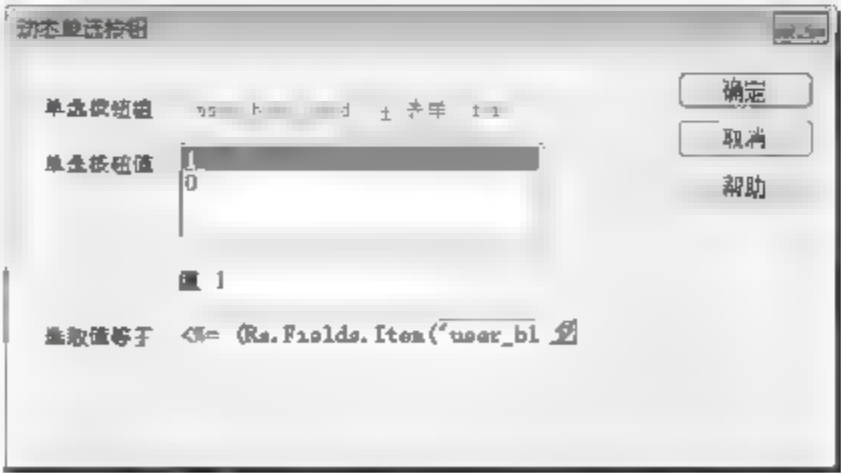 动态单选按钮
确定
单选按钮组
取消
单选按钮值 1
0
帮助
值 1
选取值等于 <%= (Rs.Fields.Item("user_bl